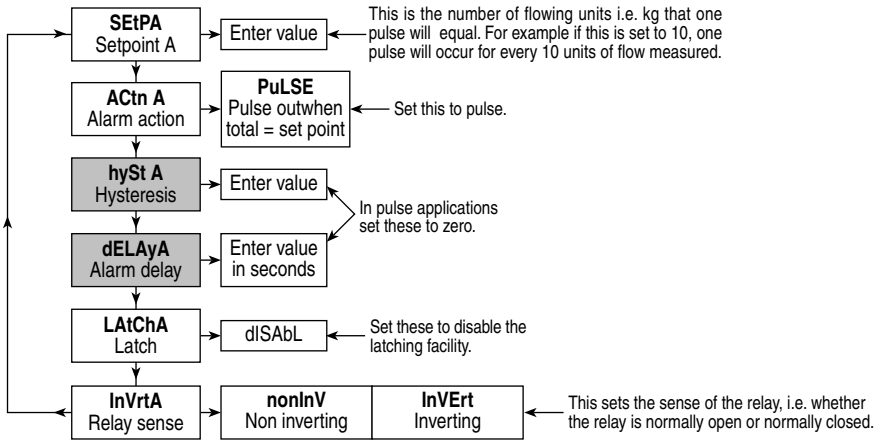 SEtPA
Setpoint A
Enter value
This is the number of flowing units i.e. kg that one
pulse will equal. For example if this is set to 10, one
pulse will occur for every 10 units of flow measured.
ACtn A
Alarm action
PuLSE
Pulse outwhen
total = set point
Set this to pulse.
hySt A
Hysteresis
Enter value
In pulse applications
set these to zero.
dELAyA
Alarm delay
Enter value
in seconds
LAtChA
Latch
dISAbL
Set these to disable the
latching facility.
InVrtA
Relay sense
nonInV
Non inverting
InVErt
Inverting
This sets the sense of the relay, i.e. whether
the relay is normally open or normally closed.